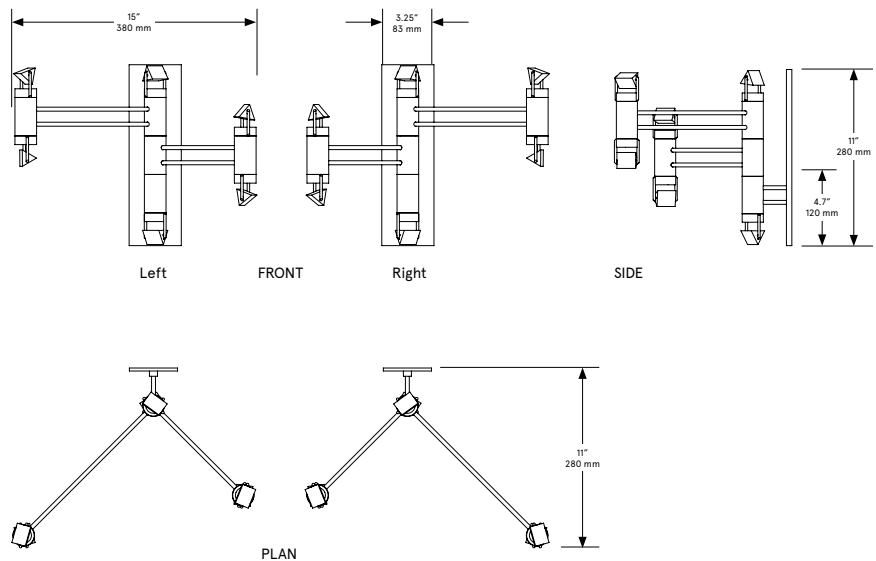 15″
380 mm
3.25″
83 mm
11″
280 mm
4.7″
120 mm
Left
FRONT
Right
SIDE
11″
280 mm
PLAN